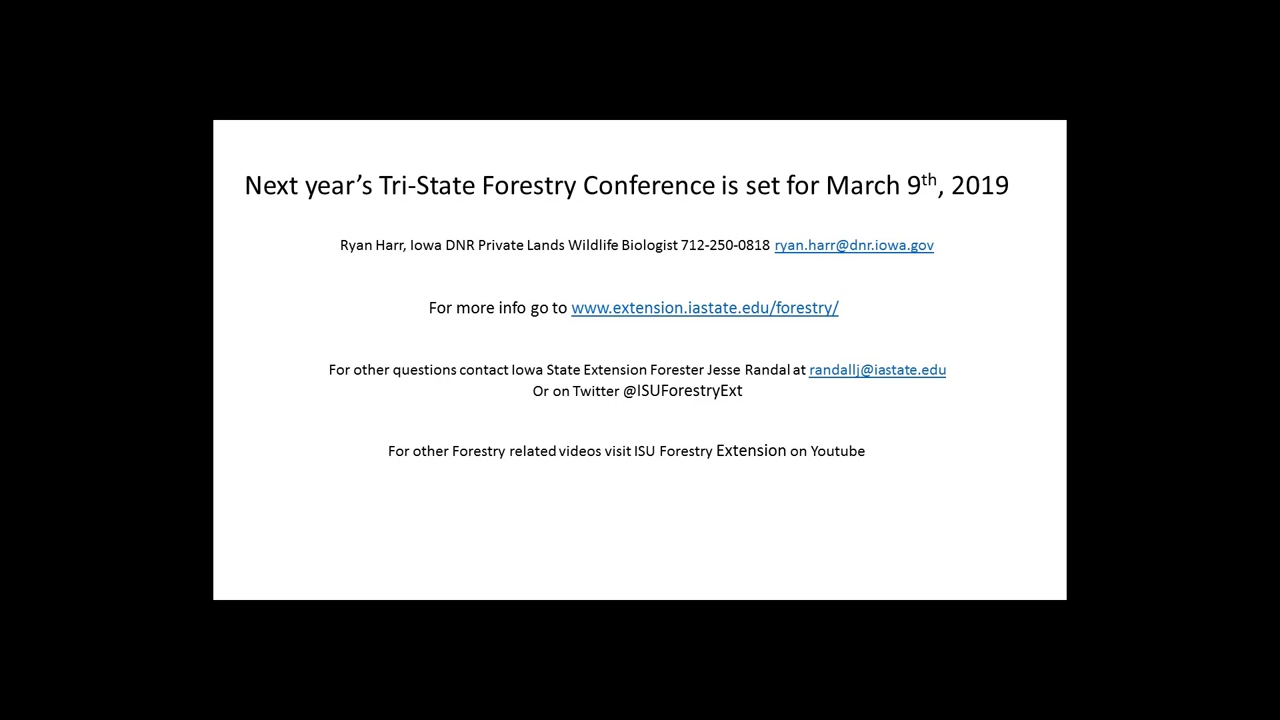 Next year’s Tri-State Forestry Conference is set for March 9th, 2019
Ryan Harr, Iowa DNR Private Lands Wildlife Biologist 712-250-0818 ryan.harr@dnr.iowa.gov
For more info go to www.extension.iastate.edu/forestry/
For other questions contact Iowa State Extension Forester Jesse Randal at randallj@iastate.edu
Or on Twitter @ISUForestryExt
For other Forestry related videos visit ISU Forestry Extension on Youtube